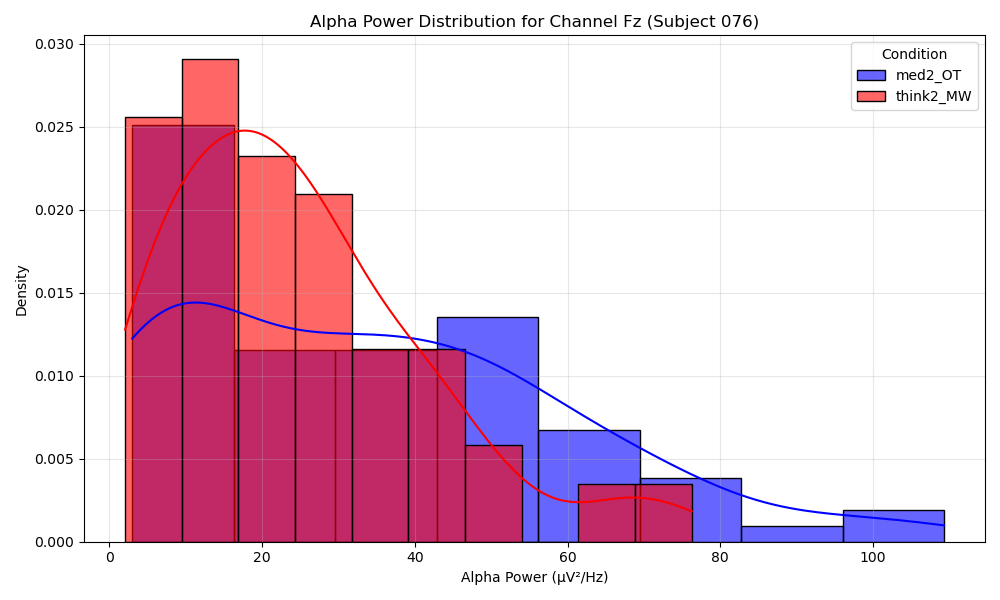 Alpha Power Distribution for Channel Fz (Subject 076)
Condition
med2_OT
think2_MW
0.030
0.025
0.020
0.015
0.010
0.005
0.000
Density
0 20 40 60 80 100
Alpha Power (μV²/Hz)